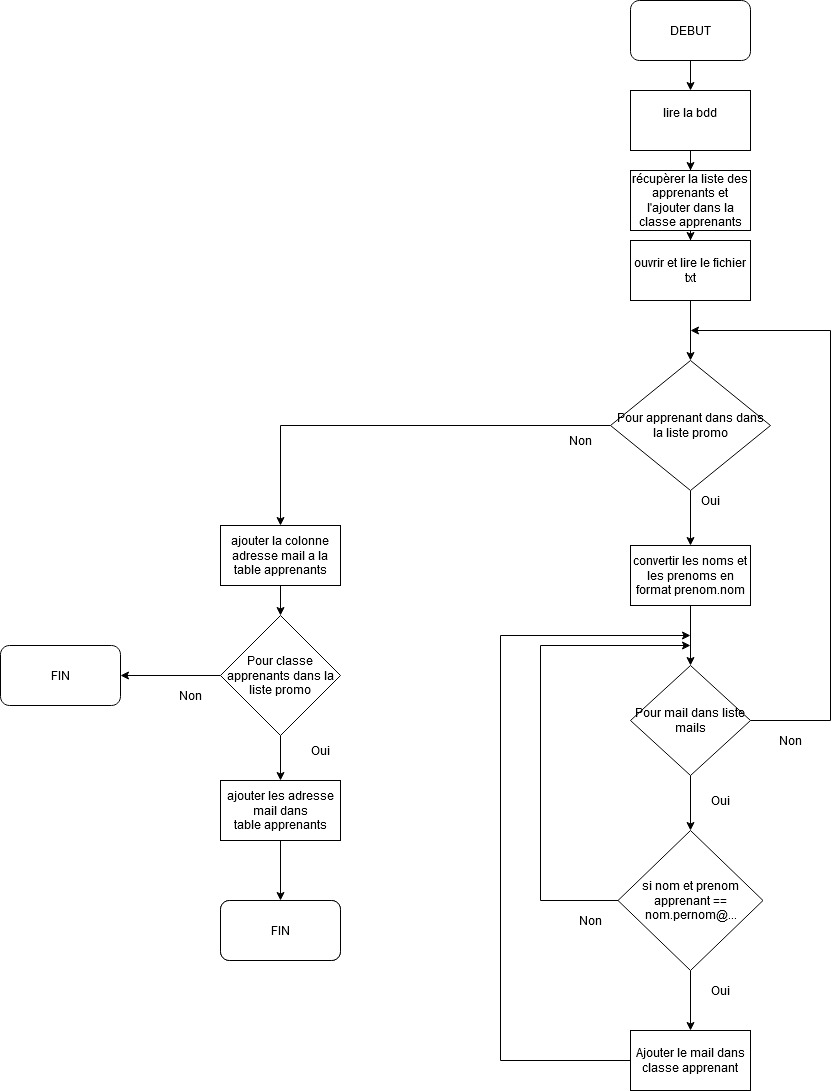 DEBUT
lire la bdd
récupèrer la liste des
apprenants et
l'ajouter dans la
classe apprenants
ouvrir et lire le fichier
txt
Pour apprenant dans dans
la liste promo
Non
Oui
ajouter la colonne
adresse mail a la
table apprenants
convertir les noms et
les prenoms en
format prenom.nom
Pour classe
apprenants dans la
liste promo
FIN
Non
Oui
Pour mail dans liste
mails
Non
Oui
ajouter les adresse
mail dans
table apprenants
si nom et prenom
apprenant ==
nom.pernom@...
Non
FIN
Oui
Ajouter le mail dans
classe apprenant